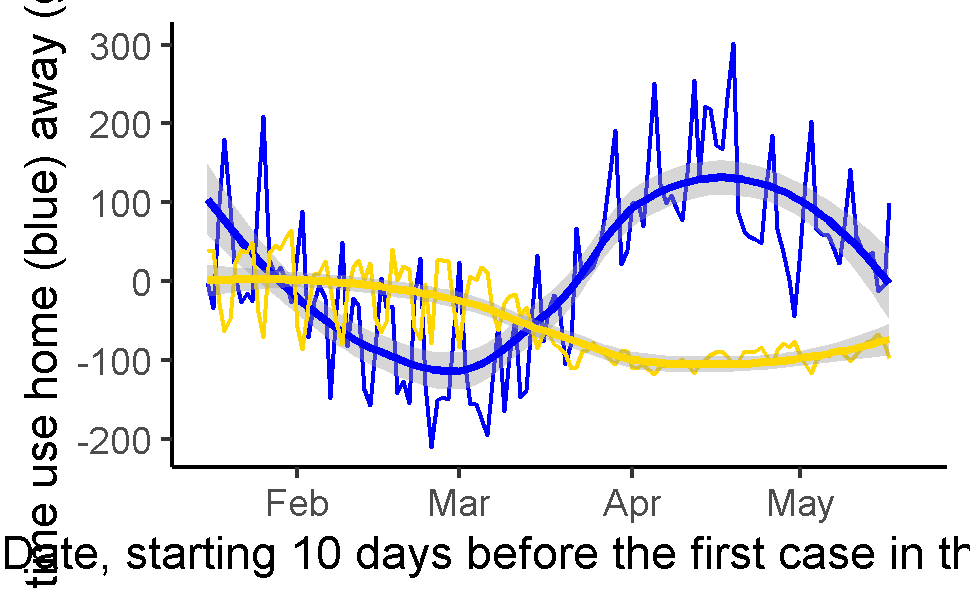 time use home (blue) away (
300
200
100
0
-100
-200
Feb Mar Apr May
Date, starting 10 days before the first case in th